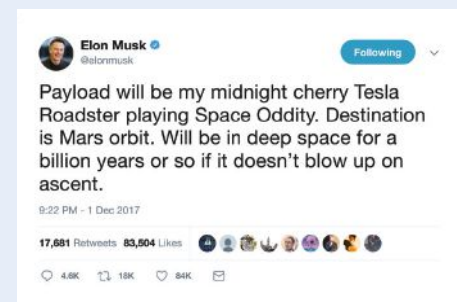 Elon Musk
@elonmusk
Following
Payload will be my midnight cherry Tesla
Roadster playing Space Oddity. Destination
is Mars orbit. Will be in deep space for a
billion years or so if it doesn’t blow up on
ascent.
9:22 PM - 1 Dec 2017
17,681 Retweets 83,504 Likes
4.6K 18K 84K